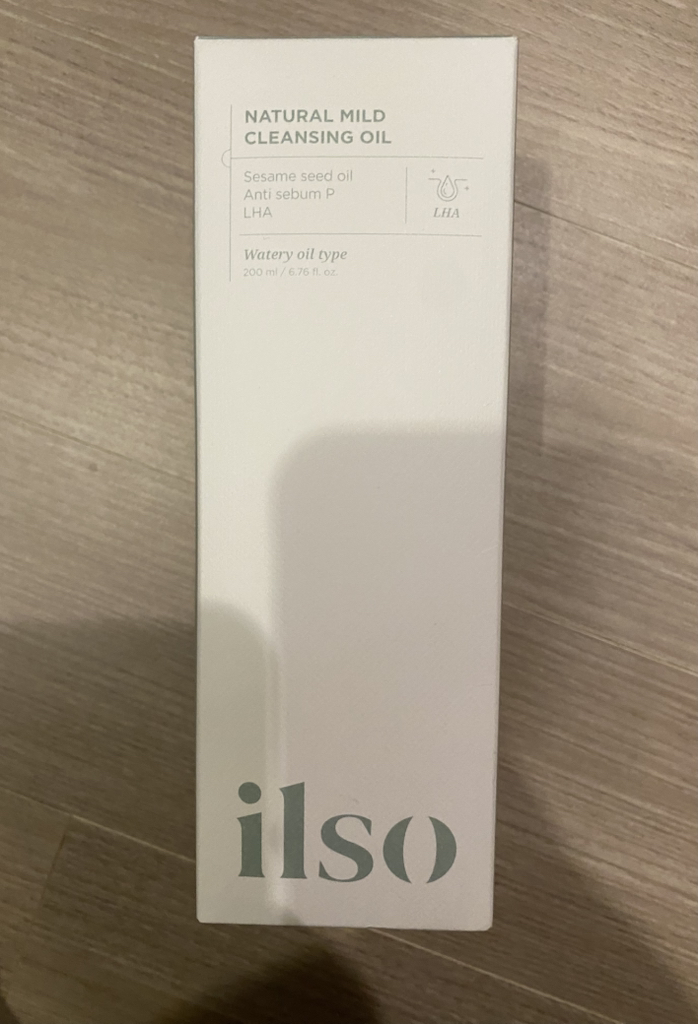 NATURAL MILD
CLEANSING OIL
Sesame seed oil
Anti sebum P
LHA
LHA
Watery oil type
200 ml / 6.76 fl. oz.
ilso